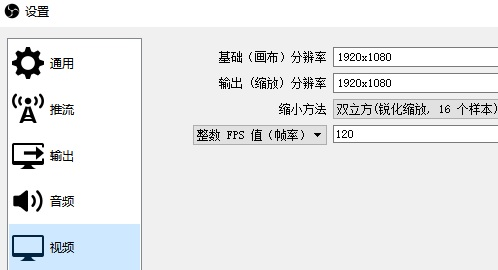 设置
通用
推流
输出
音频
视频
基础（画布）分辨率 1920x1080
输出（缩放）分辨率 1920x1080
缩小方法 双立方(锐化缩放, 16 个样本)
整数 FPS 值（帧率） 120